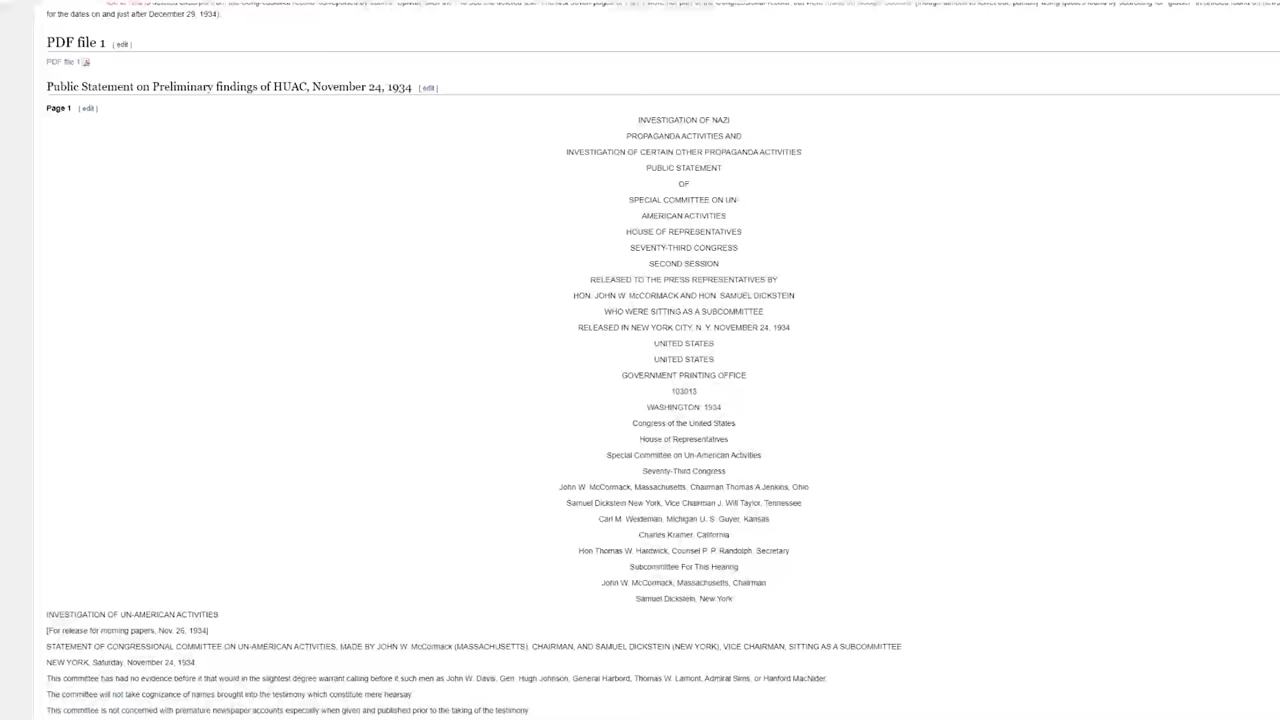 for the dates on and just after December 29, 1934).
PDF file 1 [ edit ]
PDF file 1
Public Statement on Preliminary findings of HUAC, November 24, 1934 [ edit ]
Page 1 [ edit ]
INVESTIGATION OF NAZI
PROPAGANDA ACTIVITIES AND
INVESTIGATION OF CERTAIN OTHER PROPAGANDA ACTIVITIES
PUBLIC STATEMENT
OF
SPECIAL COMMITTEE ON UN-
AMERICAN ACTIVITIES
HOUSE OF REPRESENTATIVES
SEVENTY-THIRD CONGRESS
SECOND SESSION
RELEASED TO THE PRESS REPRESENTATIVES BY
HON. JOHN W. McCORMACK AND HON. SAMUEL DICKSTEIN
WHO WERE SITTING AS A SUBCOMMITTEE
RELEASED IN NEW YORK CITY, N. Y. NOVEMBER 24, 1934
UNITED STATES
UNITED STATES
GOVERNMENT PRINTING OFFICE
103013
WASHINGTON: 1934
Congress of the United States
House of Representatives
Special Committee on Un-American Activities
Seventy-Third Congress
John W. McCormack, Massachusetts, Chairman Thomas A Jenkins, Ohio
Samuel Dickstein New York, Vice Chairman J. Will Taylor, Tennessee
Carl M. Weideman, Michigan U. S. Guyer, Kansas
Charles Kramer, California
Hon Thomas W. Hardwick, Counsel P. P. Randolph, Secretary
Subcommittee For This Hearing
John W. McCormack, Massachusetts, Chairman
Samuel Dickstein, New York
INVESTIGATION OF UN-AMERICAN ACTIVITIES
[For release for morning papers, Nov. 26, 1934]
STATEMENT OF CONGRESSIONAL COMMITTEE ON UN-AMERICAN ACTIVITIES, MADE BY JOHN W. McCormack (MASSACHUSETTS), CHAIRMAN, AND SAMUEL DICKSTEIN (NEW YORK), VICE CHAIRMAN, SITTING AS A SUBCOMMITTEE
NEW YORK, Saturday, November 24, 1934
This committee has had no evidence before it that would in the slightest degree warrant calling before it such men as John W. Davis, Gen. Hugh Johnson, General Harbord, Thomas W. Lamont, Admiral Sims, or Hanford MacNider.
The committee will not take cognizance of names brought into the testimony which constitute mere hearsay.
This committee is not concerned with premature newspaper accounts especially when given and published prior to the taking of the testimony